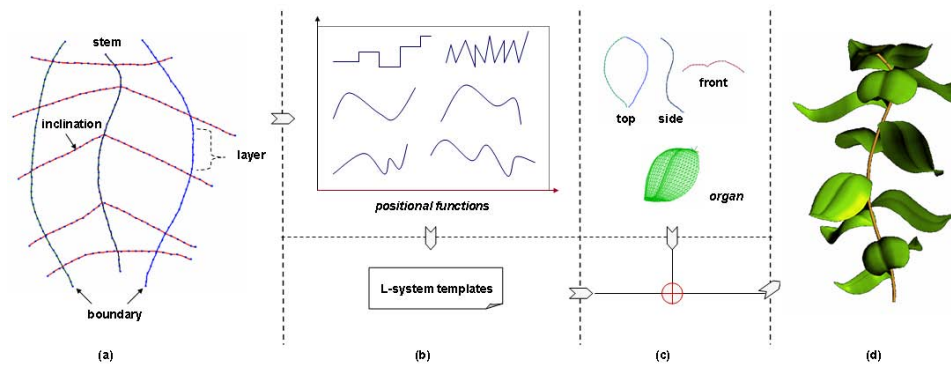 stem
inclination
layer
boundary
(a)
positional functions
L-system templates
(b)
top
side
front
organ
(c)
(d)